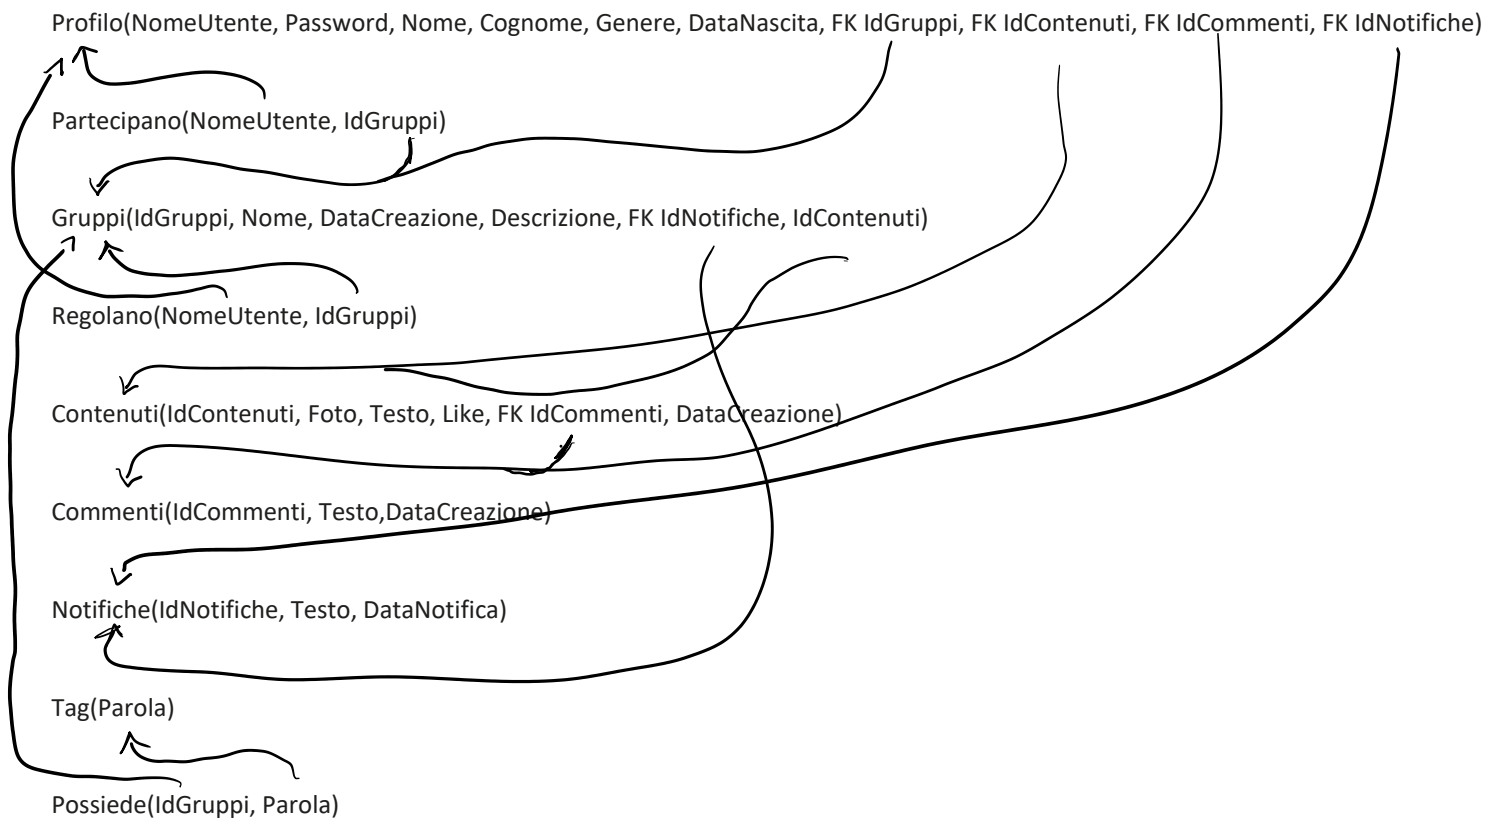 Profilo(NomeUtente, Password, Nome, Cognome, Genere, DataNascita, FK IdGruppi, FK IdContenuti, FK IdCommenti, FK IdNotifiche)
Partecipano(NomeUtente, IdGruppi)
Gruppi(IdGruppi, Nome, DataCreazione, Descrizione, FK IdNotifiche, IdContenuti)
Regolano(NomeUtente, IdGruppi)
Contenuti(IdContenuti, Foto, Testo, Like, FK IdCommenti, DataCreazione)
Commenti(IdCommenti, Testo,DataCreazione)
Notifiche(IdNotifiche, Testo, DataNotifica)
Tag(Parola)
Possiede(IdGruppi, Parola)